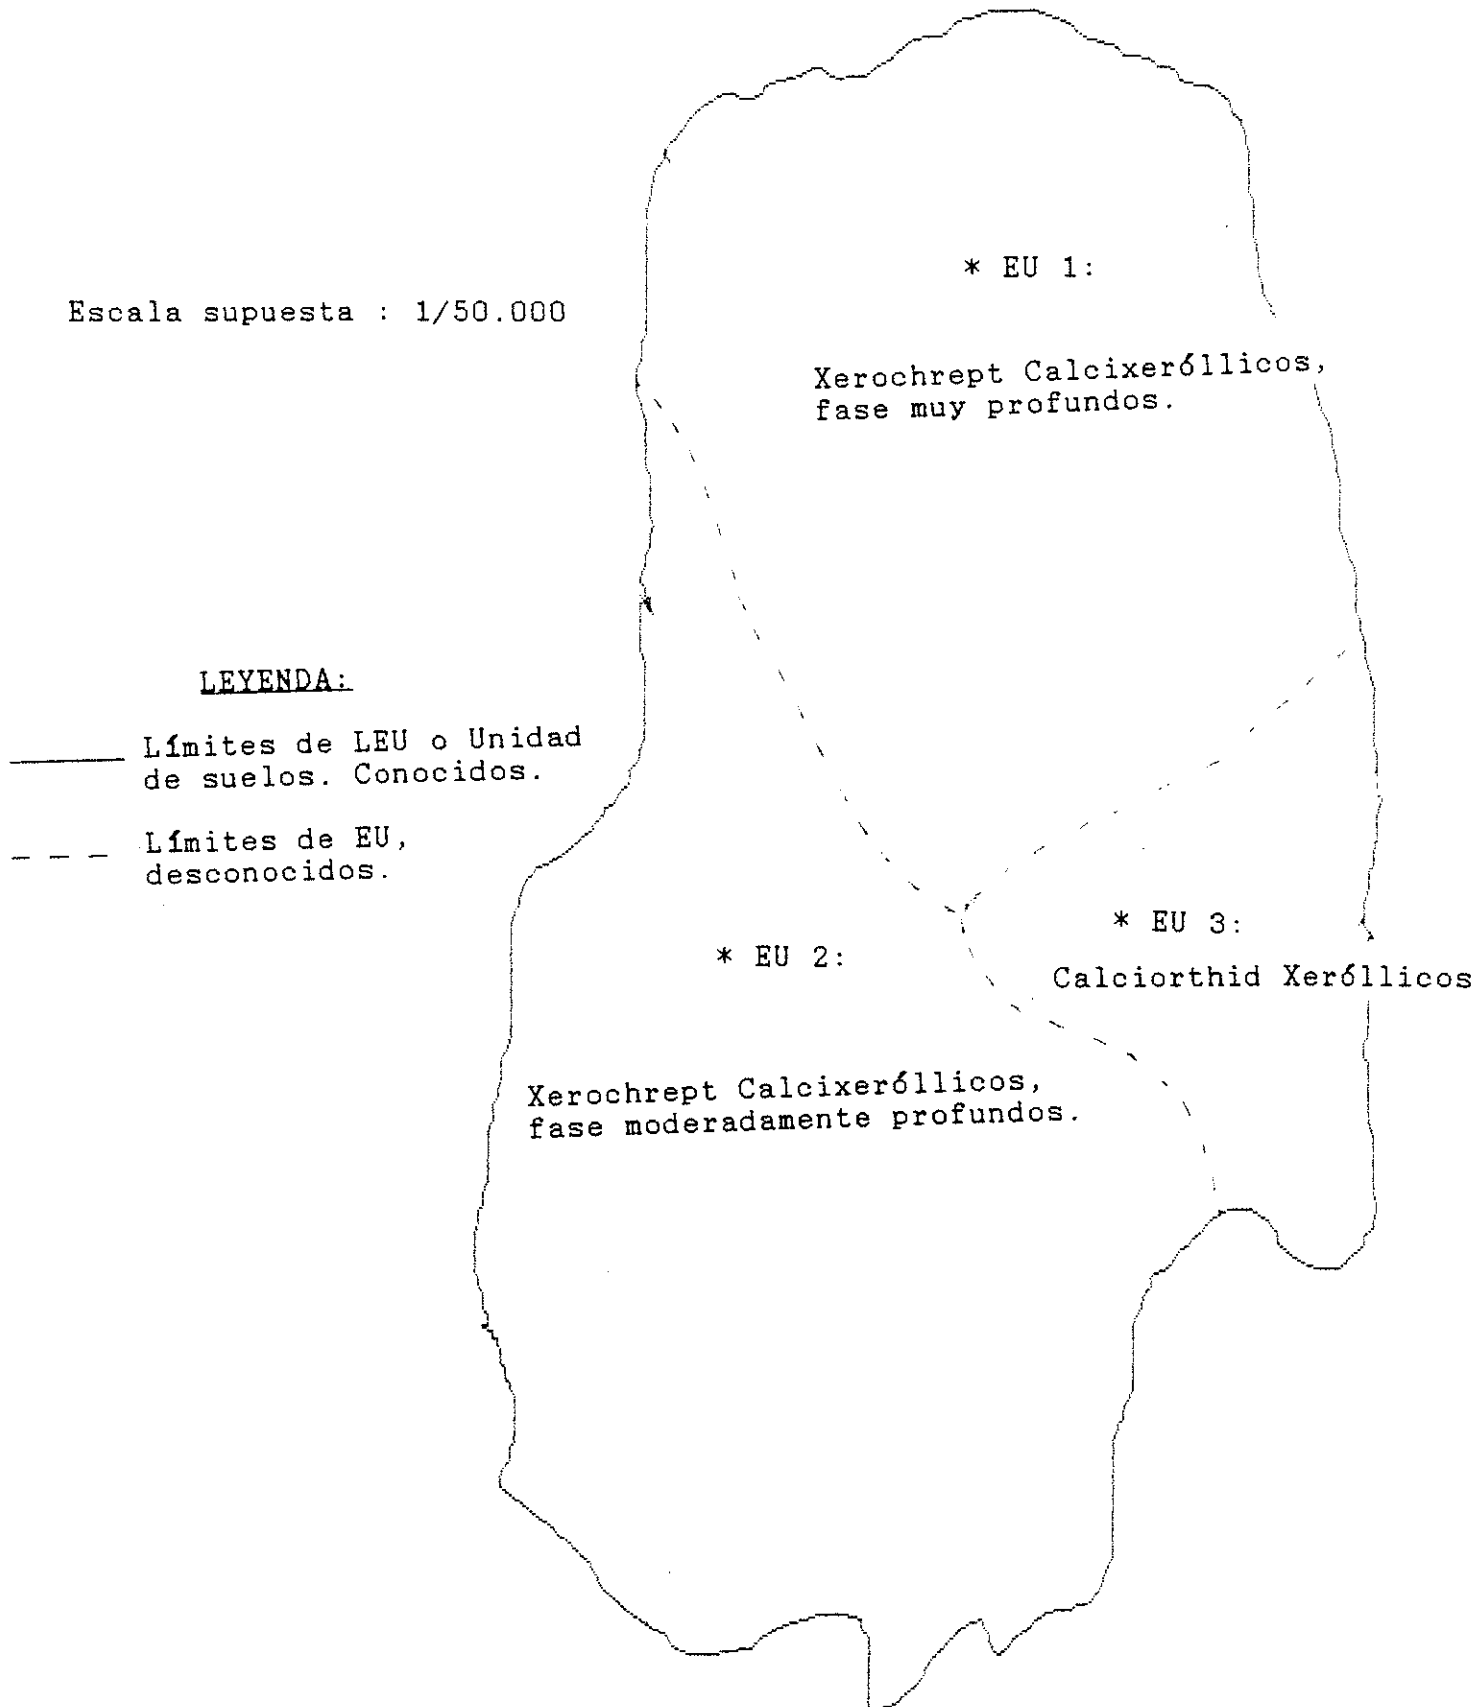 * EU 1:
Escala supuesta : 1/50.000
Xerochrept Calcixeróllicos,
fase muy profundos.
LEYENDA:
Límites de LEU o Unidad
de suelos. Conocidos.
Límites de EU,
desconocidos.
* EU 2:
* EU 3:
Calciorthid Xeróllicos
Xerochrept Calcixeróllicos,
fase moderadamente profundos.